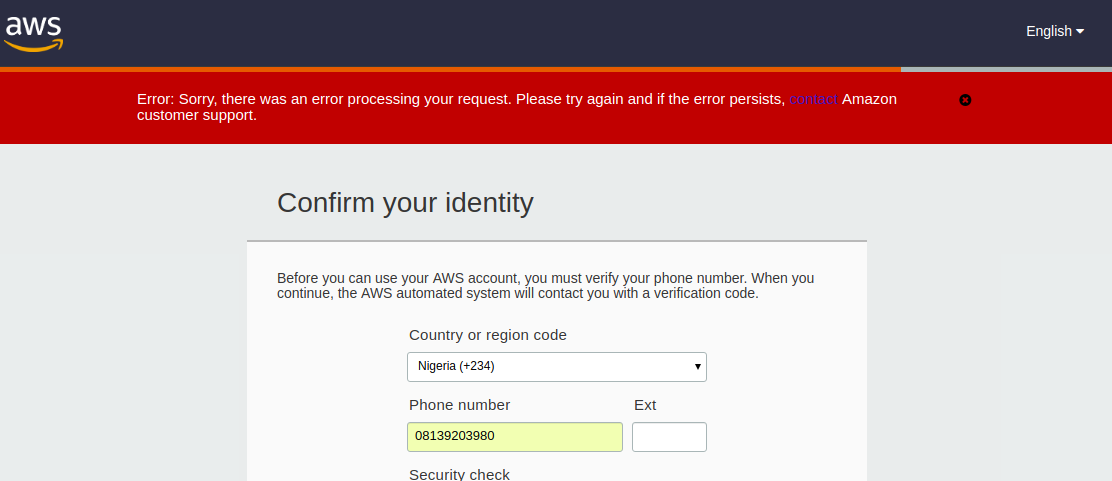 aws
English
Error: Sorry, there was an error processing your request. Please try again and if the error persists, contact Amazon
customer support.
Confirm your identity
Before you can use your AWS account, you must verify your phone number. When you
continue, the AWS automated system will contact you with a verification code.
Country or region code
Nigeria (+234)
Phone number Ext
08139203980
Security check